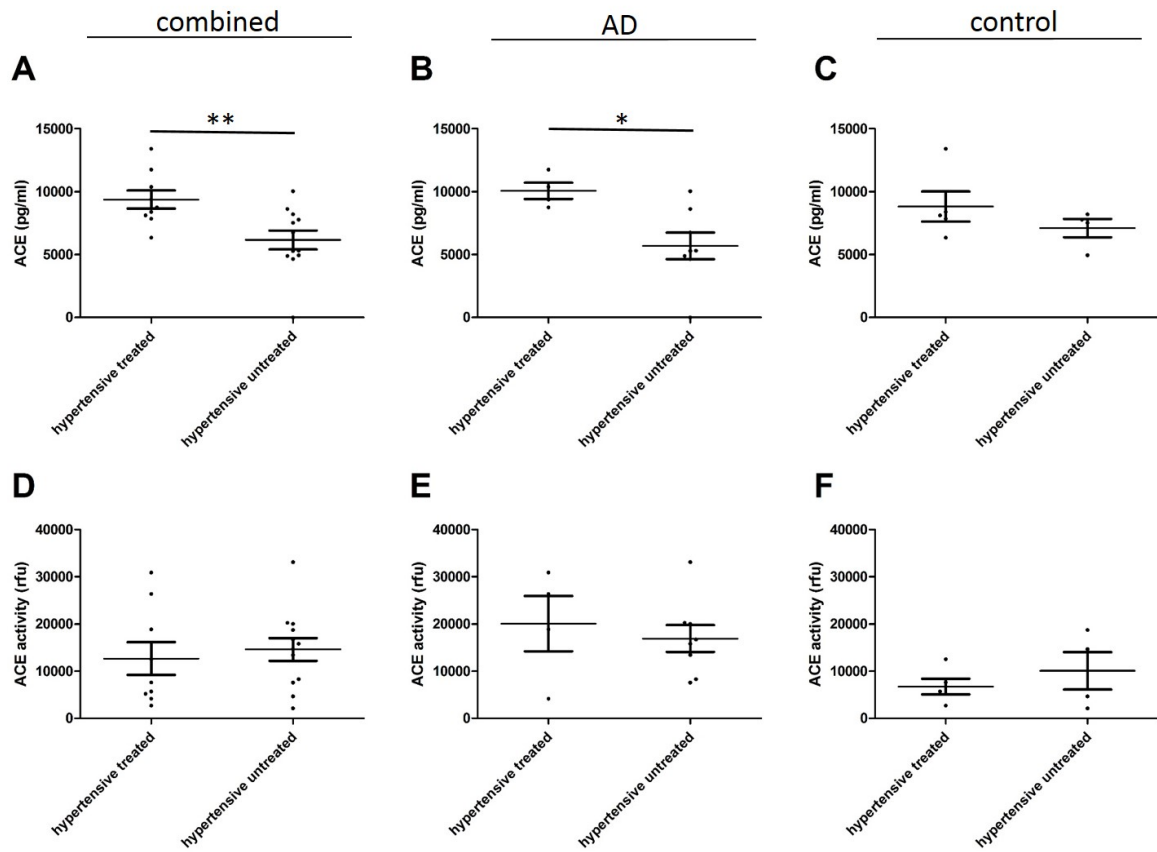 combined
AD
control
A
B
C
**
*
15000
10000
5000
0
ACE (pg/ml)
hypertensive treated
hypertensive untreated
15000
10000
5000
0
ACE (pg/ml)
hypertensive treated
hypertensive untreated
15000
10000
5000
0
ACE (pg/ml)
hypertensive treated
hypertensive untreated
D
E
F
40000
30000
20000
10000
0
ACE activity (rfu)
hypertensive treated
hypertensive untreated
40000
30000
20000
10000
0
ACE activity (rfu)
hypertensive treated
hypertensive untreated
40000
30000
20000
10000
0
ACE activity (rfu)
hypertensive treated
hypertensive untreated